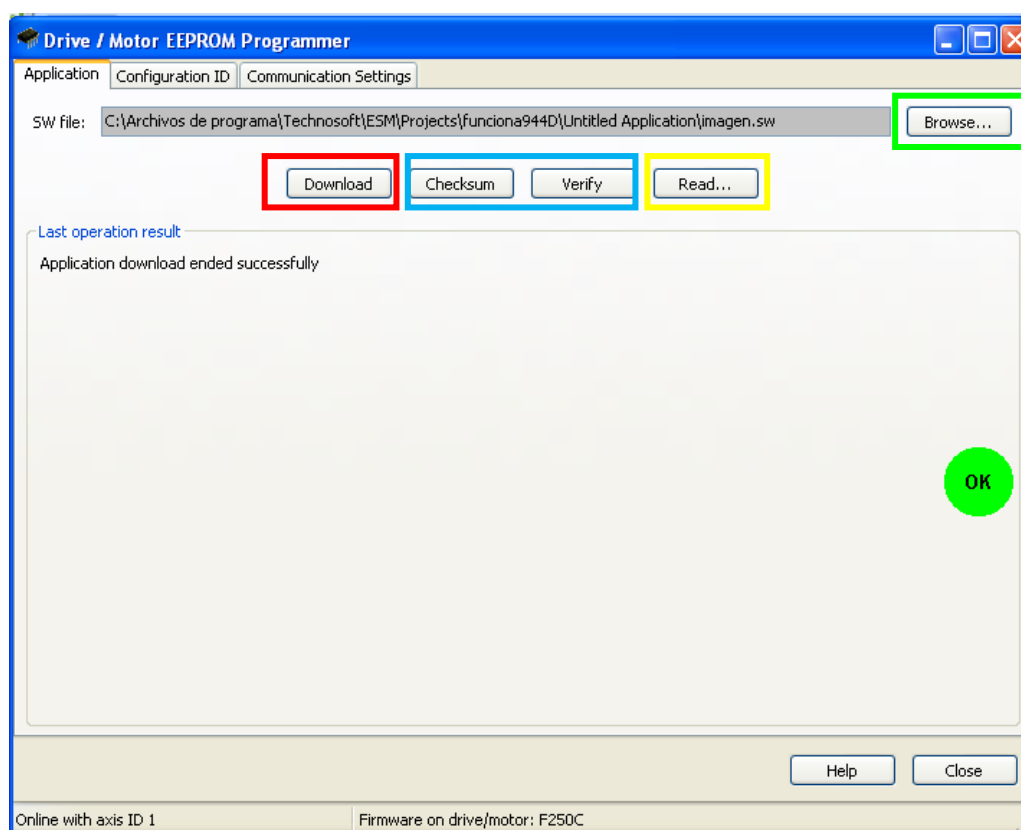 Drive / Motor EEPROM Programmer
Application Configuration ID Communication Settings
SW file: C:\Archivos de programa\Technosoft\ESM\Projects\funciona944D\Untitled Application\imagen.sw Browse...
Download Checksum Verify Read...
Last operation result
Application download ended successfully
OK
Help Close
Online with axis ID 1 Firmware on drive/motor: F250C